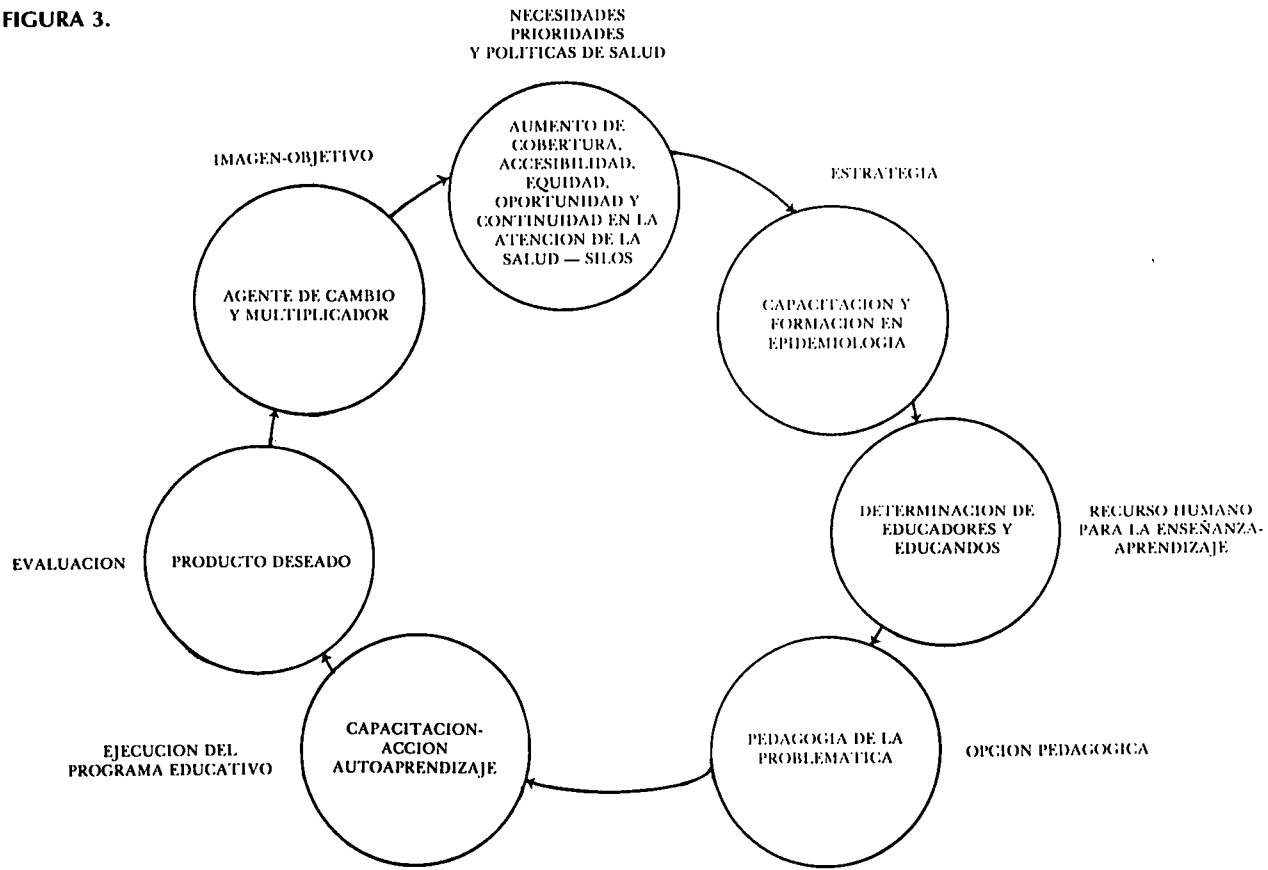 FIGURA 3.
NECESIDADES
PRIORIDADES
Y POLITICAS DE SALUD
AUMENTO DE
COBERTURA,
ACCESIBILIDAD,
EQUIDAD,
OPORTUNIDAD Y
CONTINUIDAD EN LA
ATENCION DE LA
SALUD — SILOS
ESTRATEGIA
CAPACITACION Y
FORMACION EN
EPIDEMIOLOGIA
DETERMINACION DE
EDUCADORES Y
EDUCANDOS
RECURSO HUMANO
PARA LA ENSEÑANZA-
APRENDIZAJE
PEDAGOGIA DE LA
PROBLEMATICA
OPCION PEDAGOGICA
CAPACITACION-
ACCION
AUTOAPRENDIZAJE
EJECUCION DEL
PROGRAMA EDUCATIVO
PRODUCTO DESEADO
EVALUACION
AGENTE DE CAMBIO
Y MULTIPLICADOR
IMAGEN-OBJETIVO